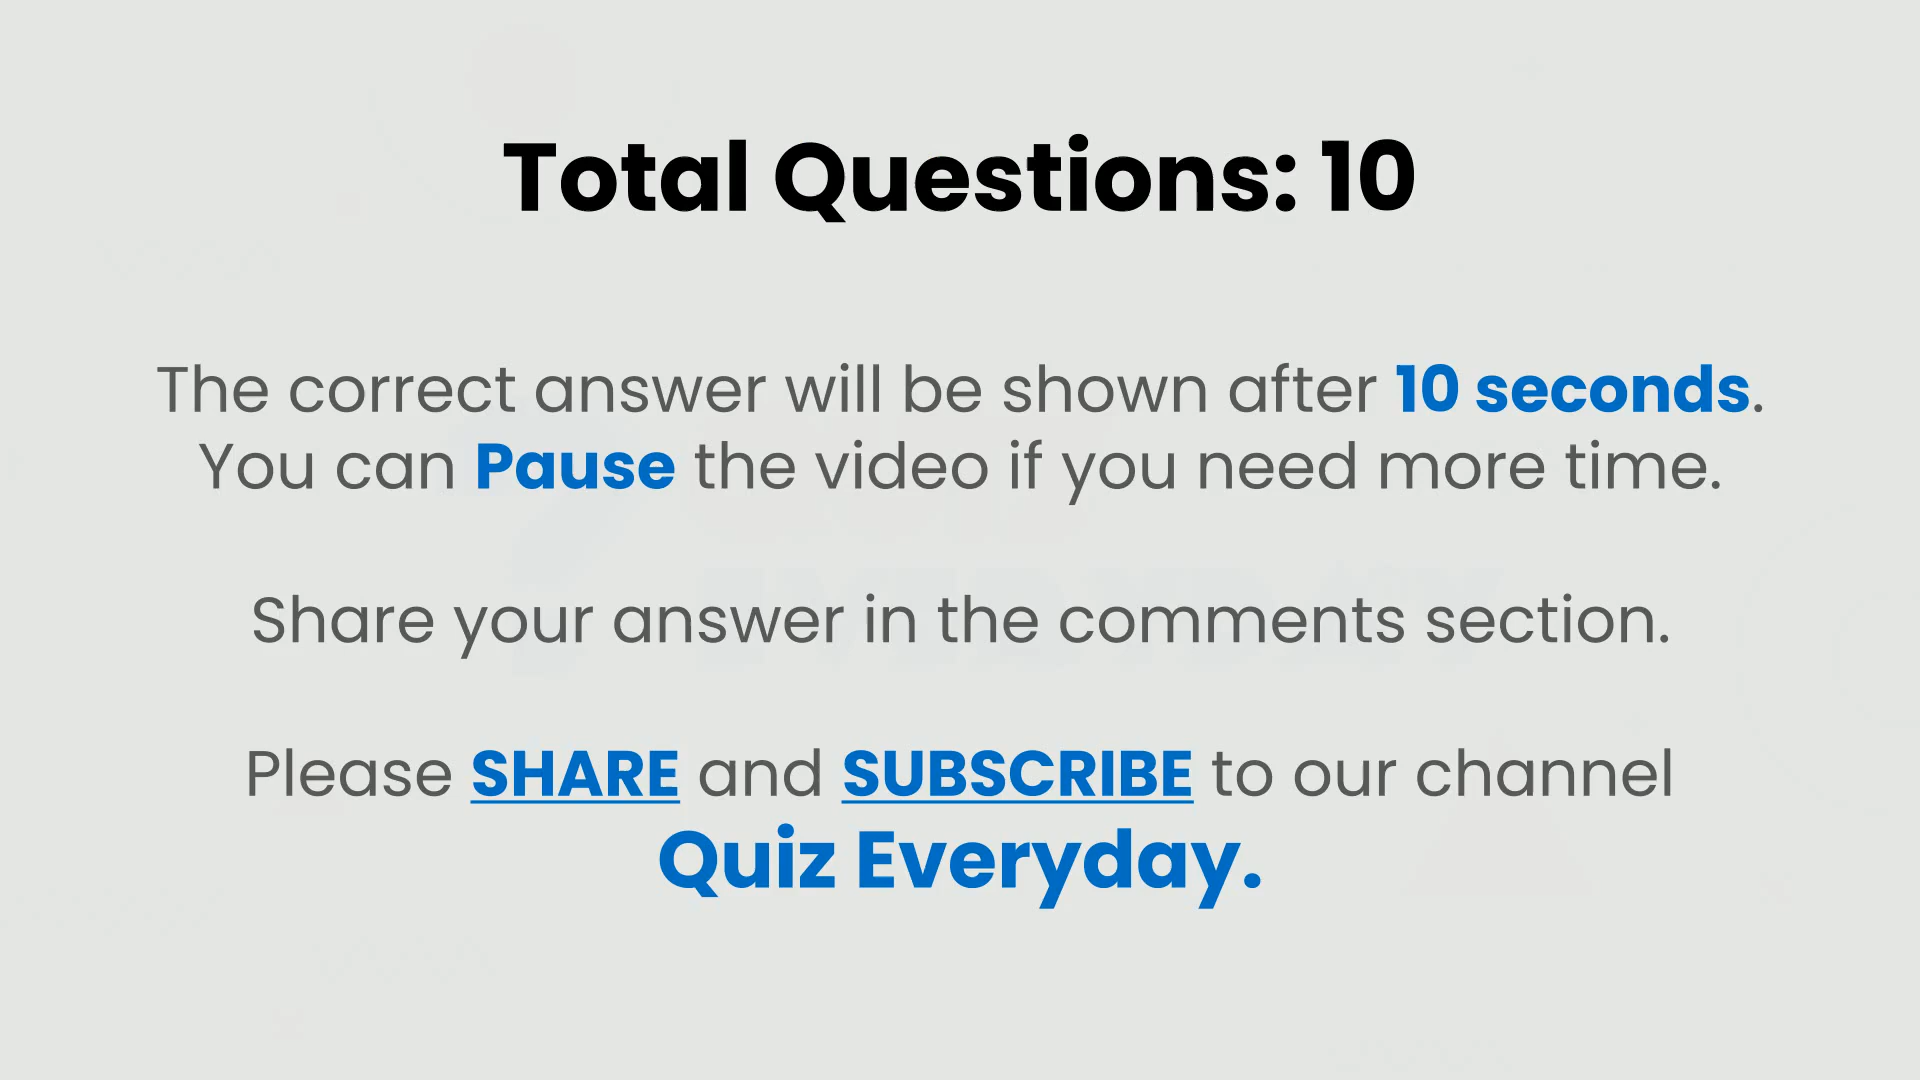 Total Questions: 10
The correct answer will be shown after 10 seconds.
You can Pause the video if you need more time.
Share your answer in the comments section.
Please SHARE and SUBSCRIBE to our channel
Quiz Everyday.